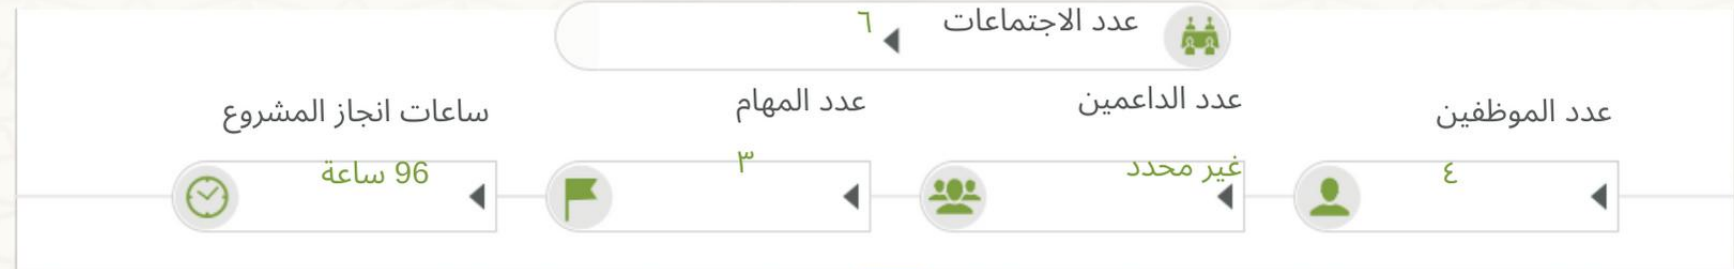 عدد الاجتماعات
٦
عدد الموظفين
٤
عدد الداعمين
غير محدد
عدد المهام
٣
ساعات انجاز المشروع
96 ساعة